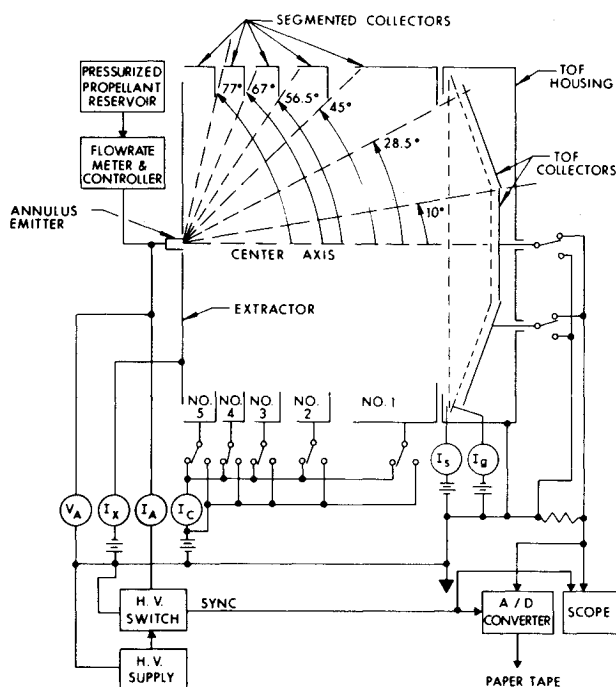 SEGMENTED COLLECTORS
PRESSURIZED
PROPELLANT
RESERVOIR
TOF
HOUSING
77°
67°
56.5°
45°
FLOWRATE
METER &
CONTROLLER
28.5°
TOF
COLLECTORS
ANNULUS
EMITTER
10°
CENTER AXIS
EXTRACTOR
NO.
5
NO.
4
NO.
3
NO.
2
NO. 1
VA
IX
IA
IC
IS
Ig
H. V.
SWITCH
SYNC
A / D
CONVERTER
SCOPE
H. V.
SUPPLY
PAPER TAPE